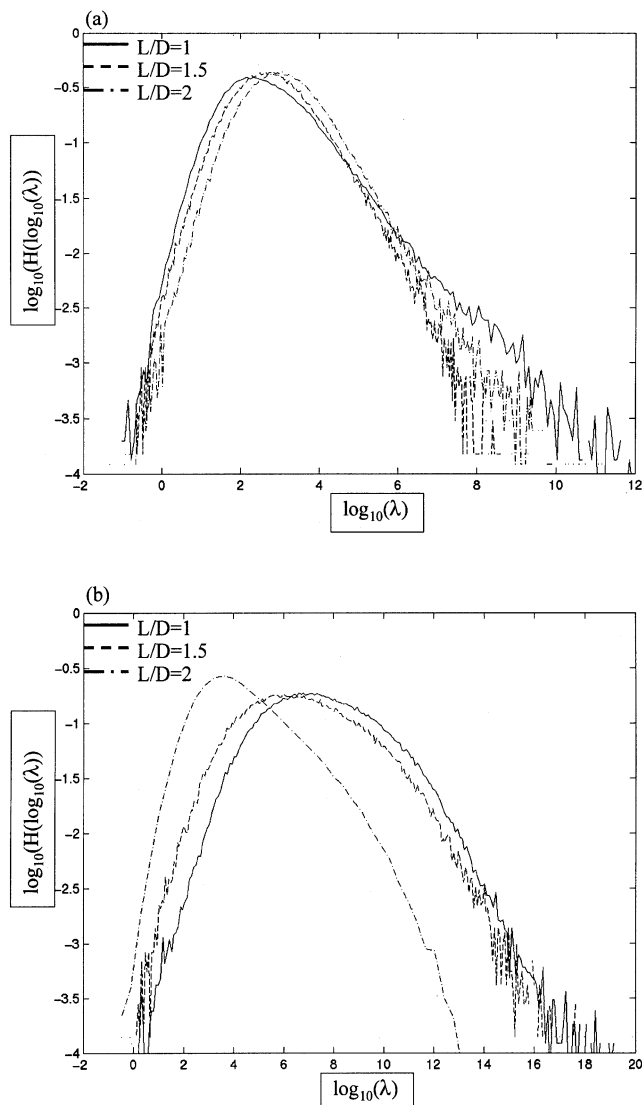 (a)
L/D=1
L/D=1.5
L/D=2
0
-0.5
-1
-1.5
-2
-2.5
-3
-3.5
-4
log10(H(log10(λ))
-2 0 2 4 6 8 10 12
log10(λ)
(b)
L/D=1
L/D=1.5
L/D=2
0
-0.5
-1
-1.5
-2
-2.5
-3
-3.5
-4
log10(H(log10(λ))
-2 0 2 4 6 8 10 12 14 16 18 20
log10(λ)